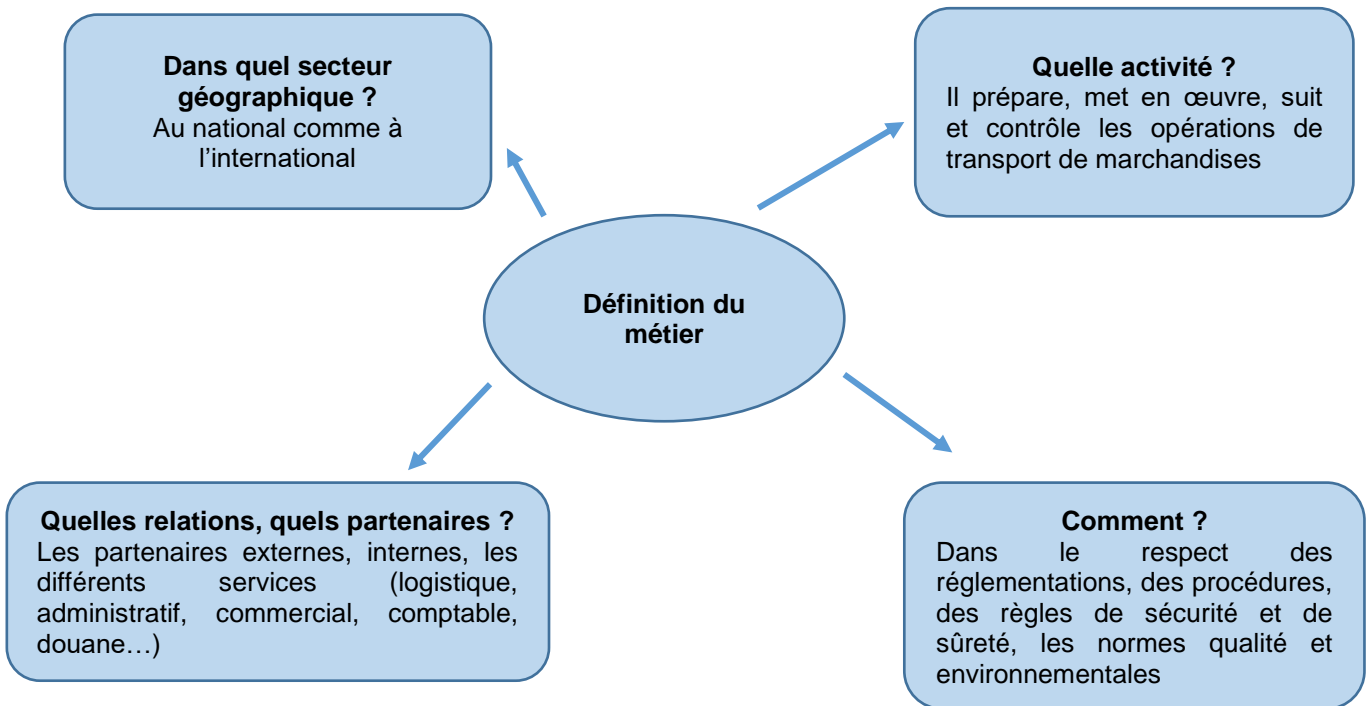 Dans quel secteur
géographique ?
Au national comme à
l'international
Quelle activité ?
Il prépare, met en œuvre, suit
et contrôle les opérations de
transport de marchandises
Définition du
métier
Quelles relations, quels partenaires ?
Les partenaires externes, internes, les
différents services (logistique,
administratif, commercial, comptable,
douane…)
Comment ?
Dans le respect des
réglementations, des procédures,
des règles de sécurité et de
sûreté, les normes qualité et
environnementales